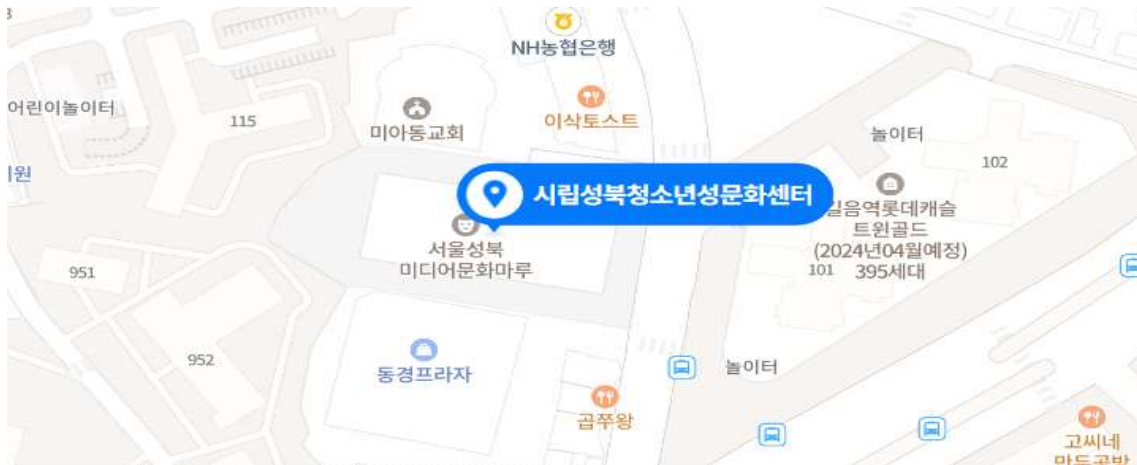 NH농협은행
어린이놀이터
115
미아동교회
이삭토스트
놀이터
102
시립성북청소년성문화센터
길음역롯데캐슬
트윈골드
(2024년04월예정)
395세대
101
서울성북
미디어문화마루
951
952
동경프라자
놀이터
곱쭈왕
고씨네